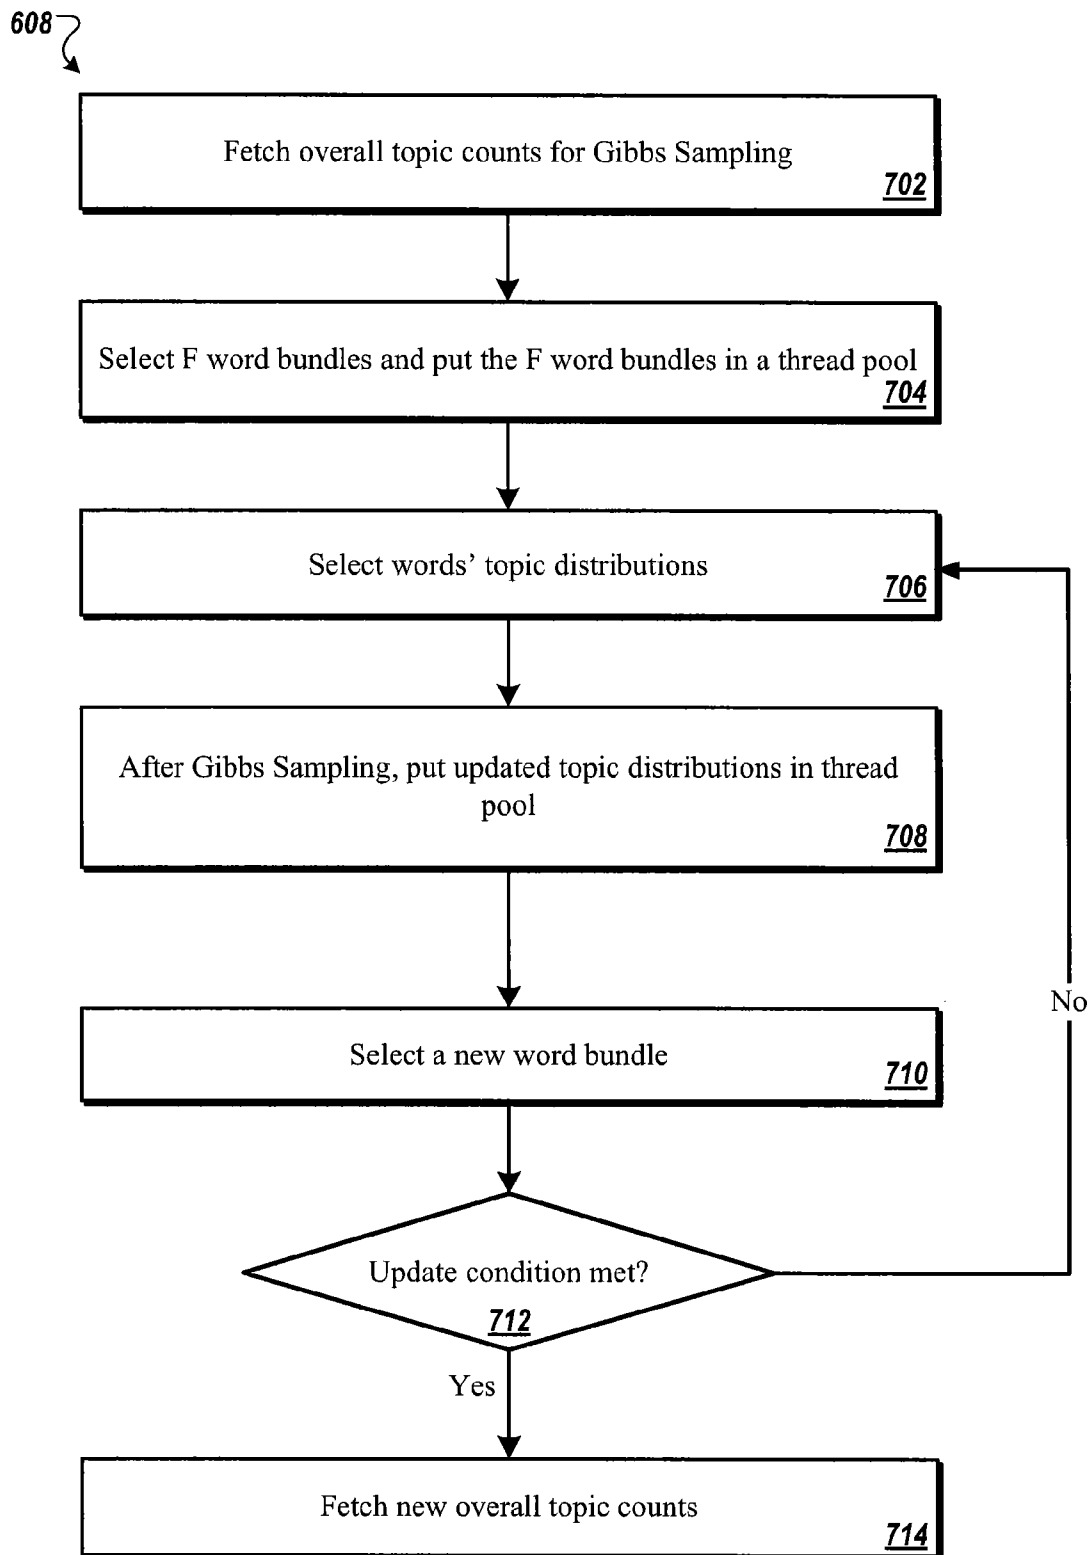 608
Fetch overall topic counts for Gibbs Sampling
702
Select F word bundles and put the F word bundles in a thread pool
704
Select words’ topic distributions
706
After Gibbs Sampling, put updated topic distributions in thread
pool
708
No
Select a new word bundle
710
Update condition met?
712
Yes
Fetch new overall topic counts
714